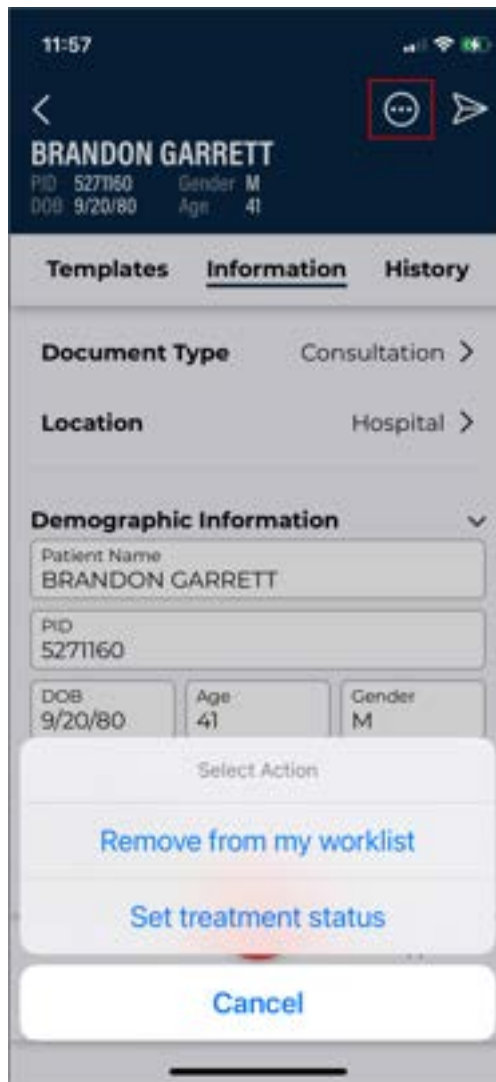 11:57
BRANDON GARRETT
PID 5271160 Gender M
DOB 9/20/80 Age 41
Templates Information History
Document Type Consultation
Location Hospital
Demographic Information
Patient Name
BRANDON GARRETT
PID
5271160
DOB Age Gender
9/20/80 41 M
Select Action
Remove from my worklist
Set treatment status
Cancel